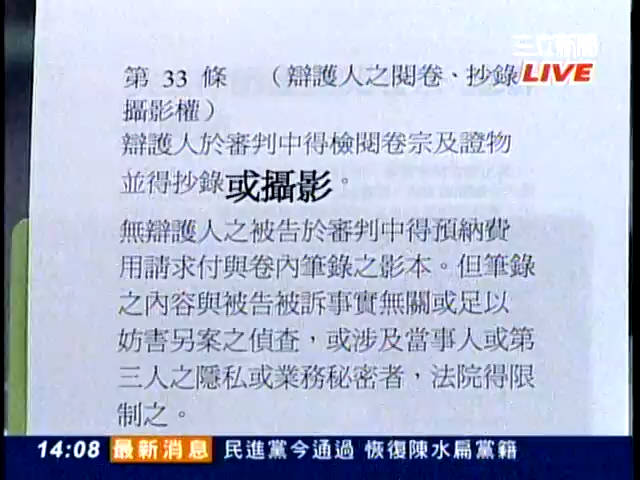 三立新聞
LIVE
第 33 條 （辯護人之閱卷、抄錄
攝影權）
辯護人於審判中得檢閱卷宗及證物
並得抄錄或攝影。
無辯護人之被告於審判中得預納費
用請求付與卷內筆錄之影本。但筆錄
之內容與被告被訴事實無關或足以
妨害另案之偵查，或涉及當事人或第
三人之隱私或業務秘密者，法院得限
制之。
14:08 最新消息 民進黨今通過 恢復陳水扁黨籍